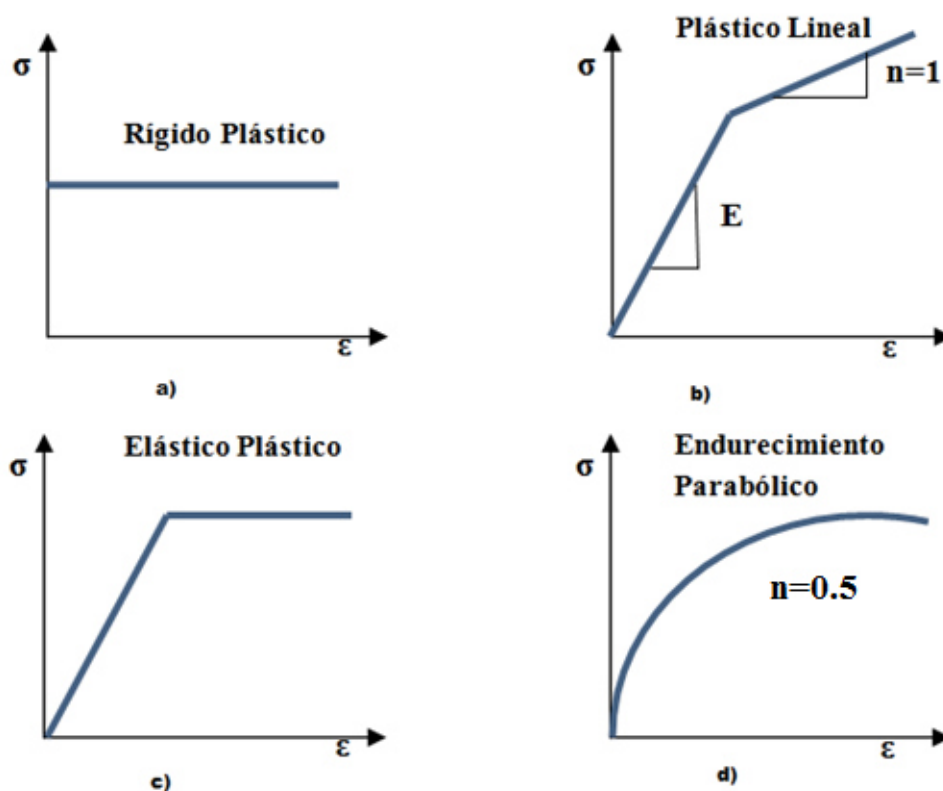 σ
Rígido Plástico
ε
a)
Plástico Lineal
σ
n=1
E
ε
b)
Elástico Plástico
σ
ε
c)
Endurecimiento
Parabólico
σ
n=0.5
ε
d)